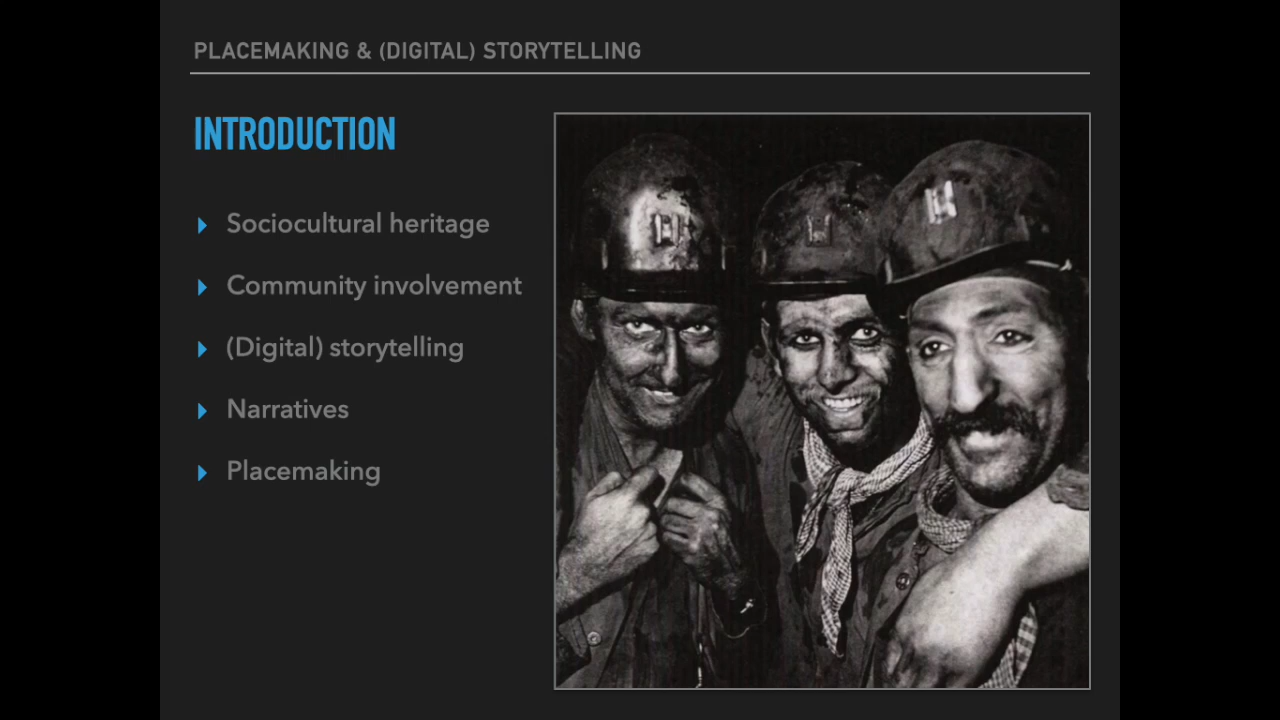 PLACEMAKING & (DIGITAL) STORYTELLING
INTRODUCTION
Sociocultural heritage
Community involvement
(Digital) storytelling
Narratives
Placemaking